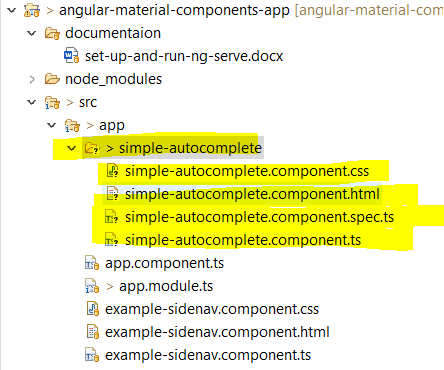 > angular-material-components-app [angular-material-com
documentaion
set-up-and-run-ng-serve.docx
node_modules
> src
> app
> simple-autocomplete
simple-autocomplete.component.css
simple-autocomplete.component.html
simple-autocomplete.component.spec.ts
simple-autocomplete.component.ts
app.component.ts
> app.module.ts
example-sidenav.component.css
example-sidenav.component.html
example-sidenav.component.ts